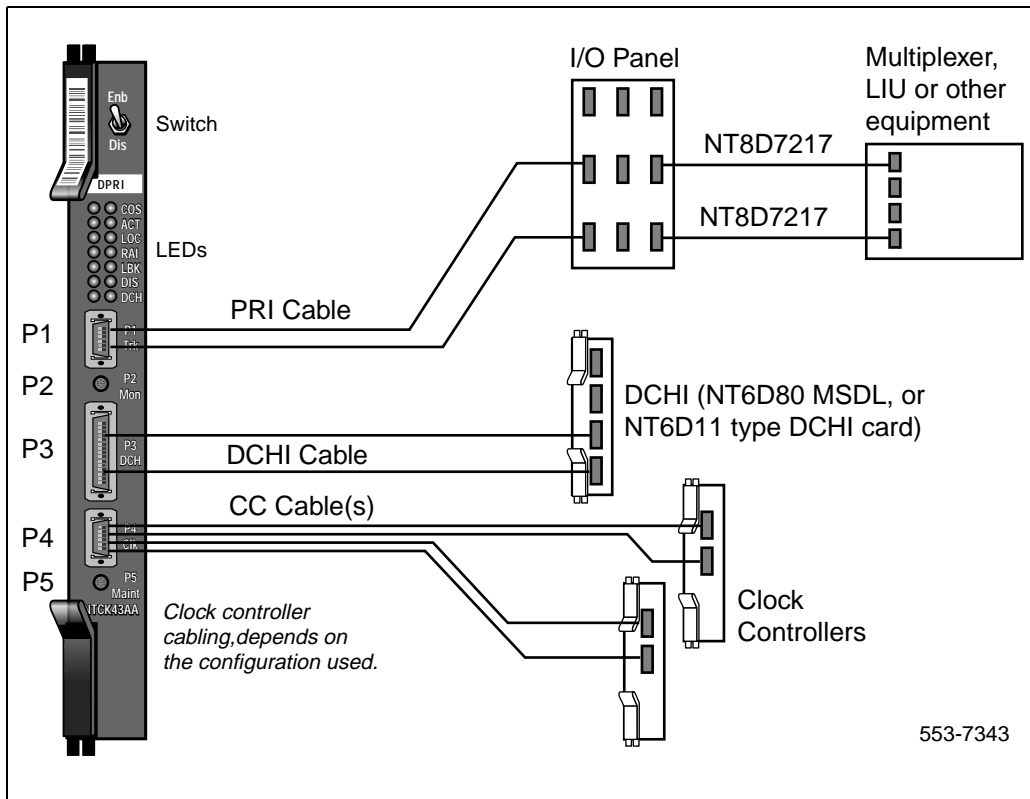 Enb
Dis
Switch
DPRI
COS
ACT
LOC
RAI
LBK
DIS
DCH
LEDs
I/O Panel
Multiplexer,
LIU or other
equipment
NT8D7217
NT8D7217
PRI Cable
P1
P1
Trk
P2
P2
Mon
P3
P3
DCH
DCHI Cable
DCHI (NT6D80 MSDL, or
NT6D11 type DCHI card)
CC Cable(s)
P4
P4
Clk
P5
P5
Maint
NTCK43AA
Clock controller
cabling,depends on
the configuration used.
Clock
Controllers
553-7343